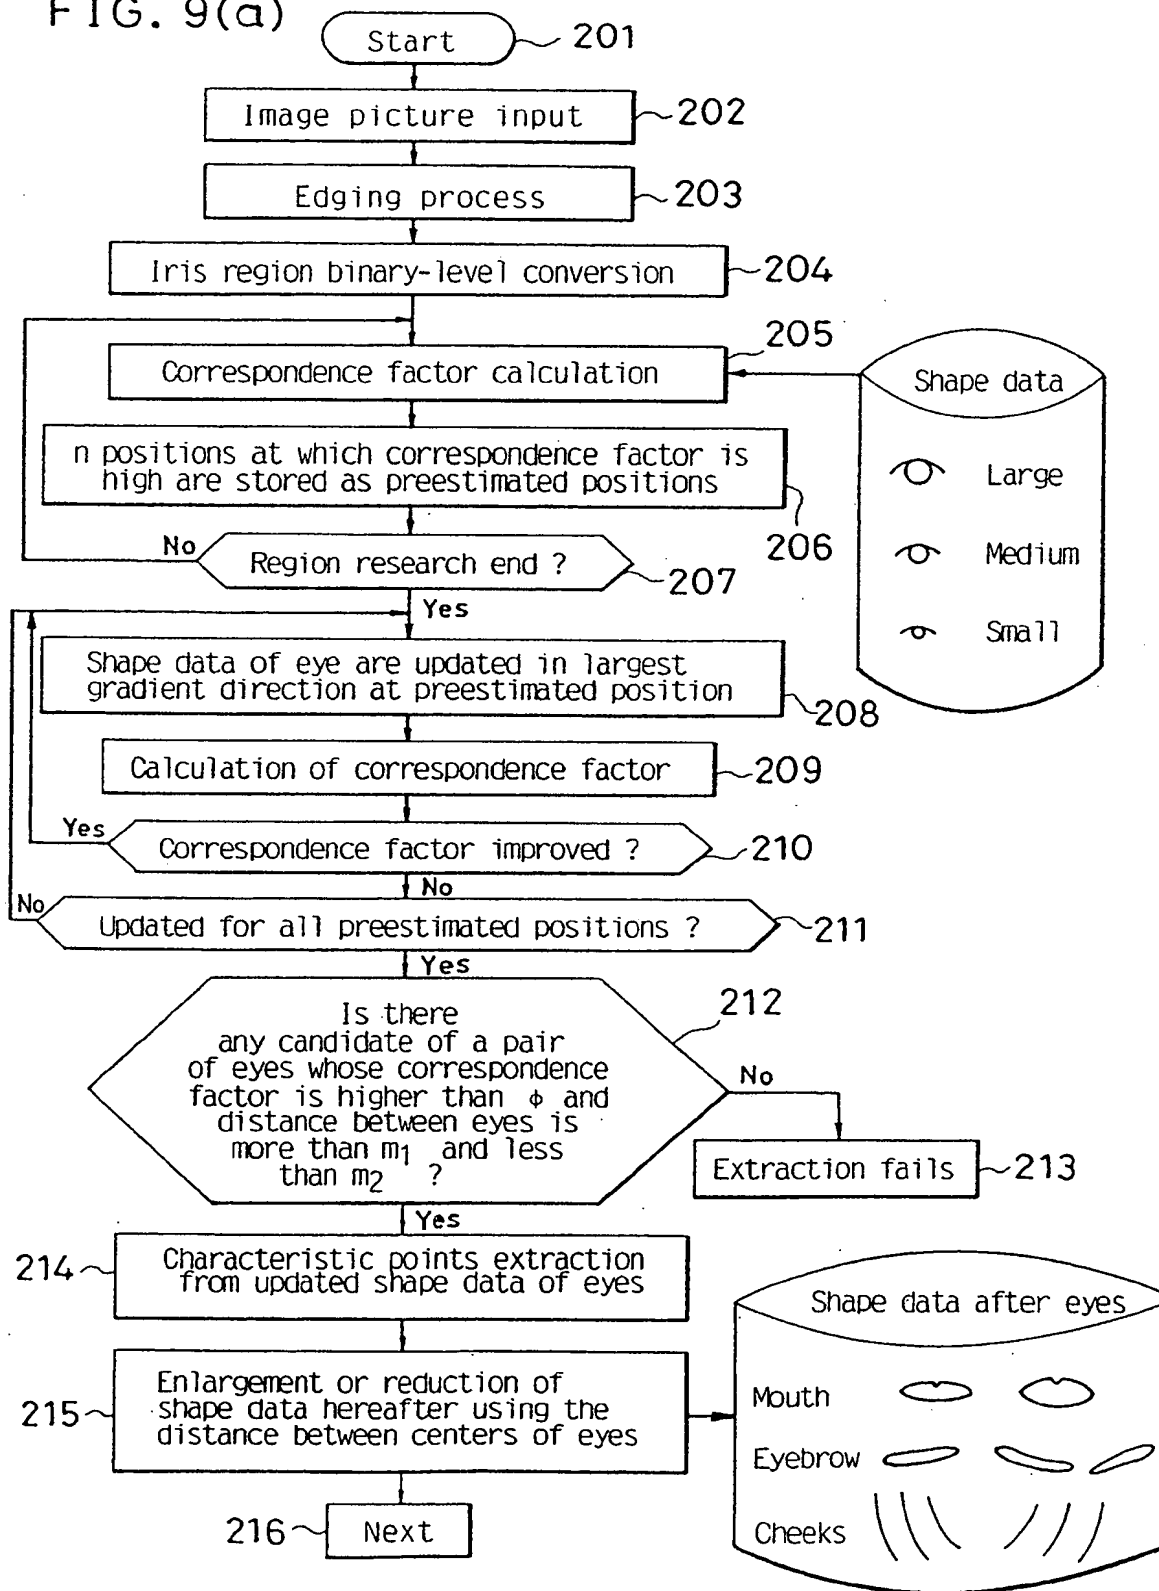 FIG. 9(a)
Start
201
Image picture input
202
Edging process
203
Iris region binary-level conversion
204
205
Correspondence factor calculation
Shape data
Large
Medium
Small
n positions at which correspondence factor is
high are stored as preestimated positions
206
No
Region research end ?
207
Yes
Shape data of eye are updated in largest
gradient direction at preestimated position
208
Calculation of correspondence factor
209
Yes
Correspondence factor improved ?
210
No
No
Updated for all preestimated positions ?
211
Yes
212
Is there
any candidate of a pair
of eyes whose correspondence
factor is higher than ϕ and
distance between eyes is
more than m1 and less
than m2 ?
No
Extraction fails
213
Yes
214
Characteristic points extraction
from updated shape data of eyes
215
Enlargement or reduction of
shape data hereafter using the
distance between centers of eyes
Shape data after eyes
Mouth
Eyebrow
Cheeks
216
Next